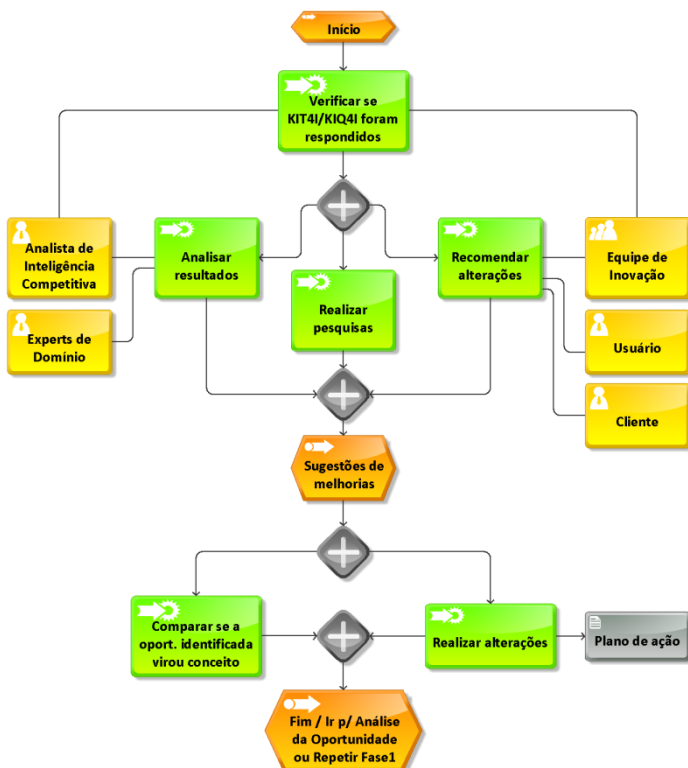 Início
Verificar se
KIT4I/KIQ4I foram
respondidos
Analista de
Inteligência
Competitiva
Analisar
resultados
Recomendar
alterações
Equipe de
Inovação
Realizar
pesquisas
Experts de
Domínio
Usuário
Cliente
Sugestões de
melhorias
Comparar se a
oport. identificada
virou conceito
Realizar alterações
Plano de ação
Fim / Ir p/ Análise
da Oportunidade
ou Repetir Fase1